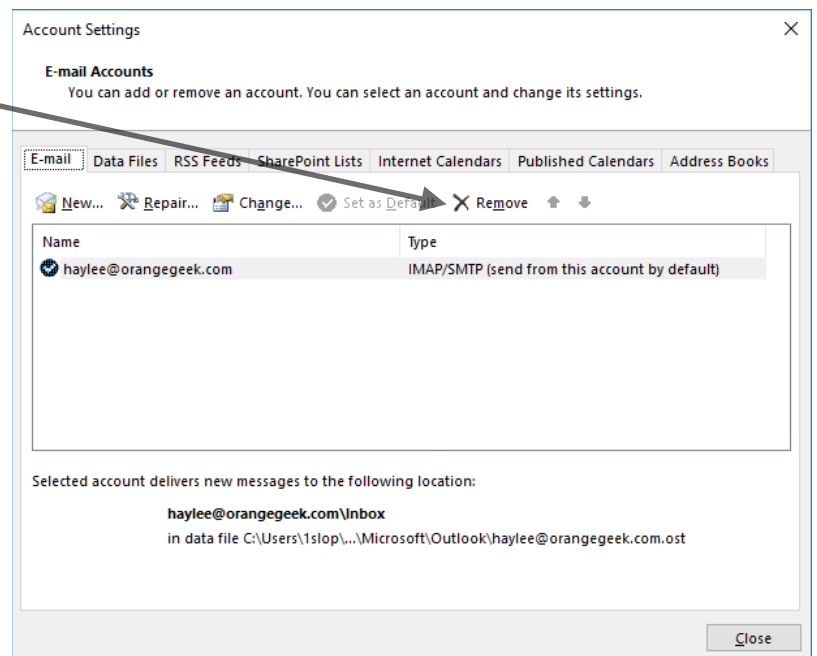 Account Settings
E-mail Accounts
You can add or remove an account. You can select an account and change its settings.
E-mail Data Files RSS Feeds SharePoint Lists Internet Calendars Published Calendars Address Books
New... Repair... Change... Set as Default Remove
Name Type
haylee@orangegeek.com IMAP/SMTP (send from this account by default)
Selected account delivers new messages to the following location:
haylee@orangegeek.com\Inbox
in data file C:\Users\1slop\...\Microsoft\Outlook\haylee@orangegeek.com.ost
Close